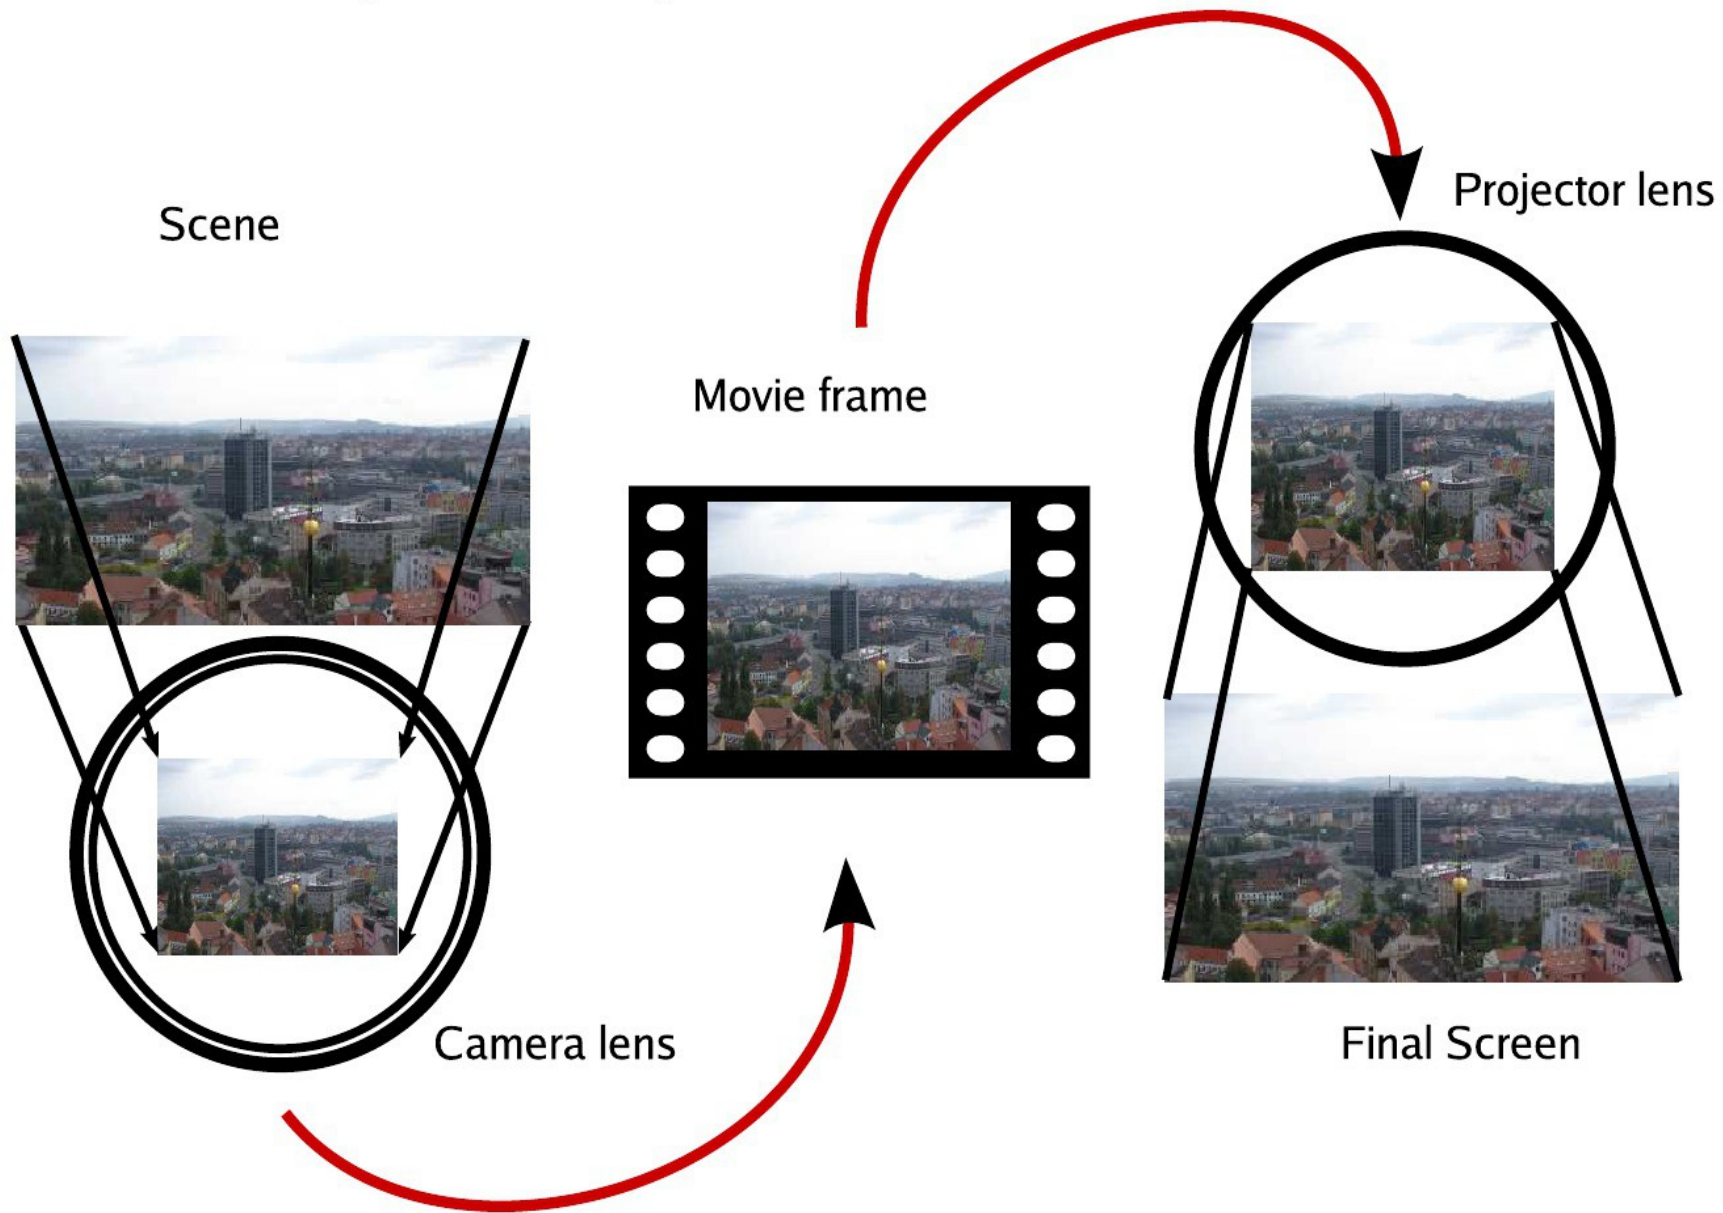 Scene
Camera lens
Movie frame
Projector lens
Final Screen